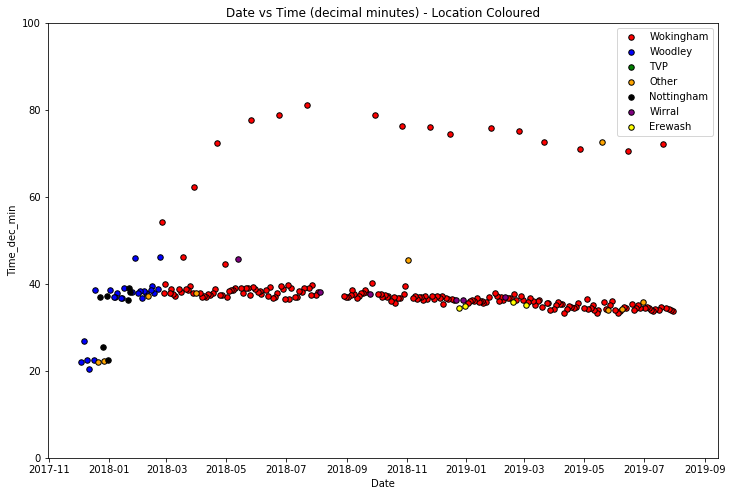 Date vs Time (decimal minutes) - Location Coloured
Wokingham
Woodley
TVP
Other
Nottingham
Wirral
Erewash
100
80
60
40
20
0
Time_dec_min
2017-11 2018-01 2018-03 2018-05 2018-07 2018-09 2018-11 2019-01 2019-03 2019-05 2019-07 2019-09
Date